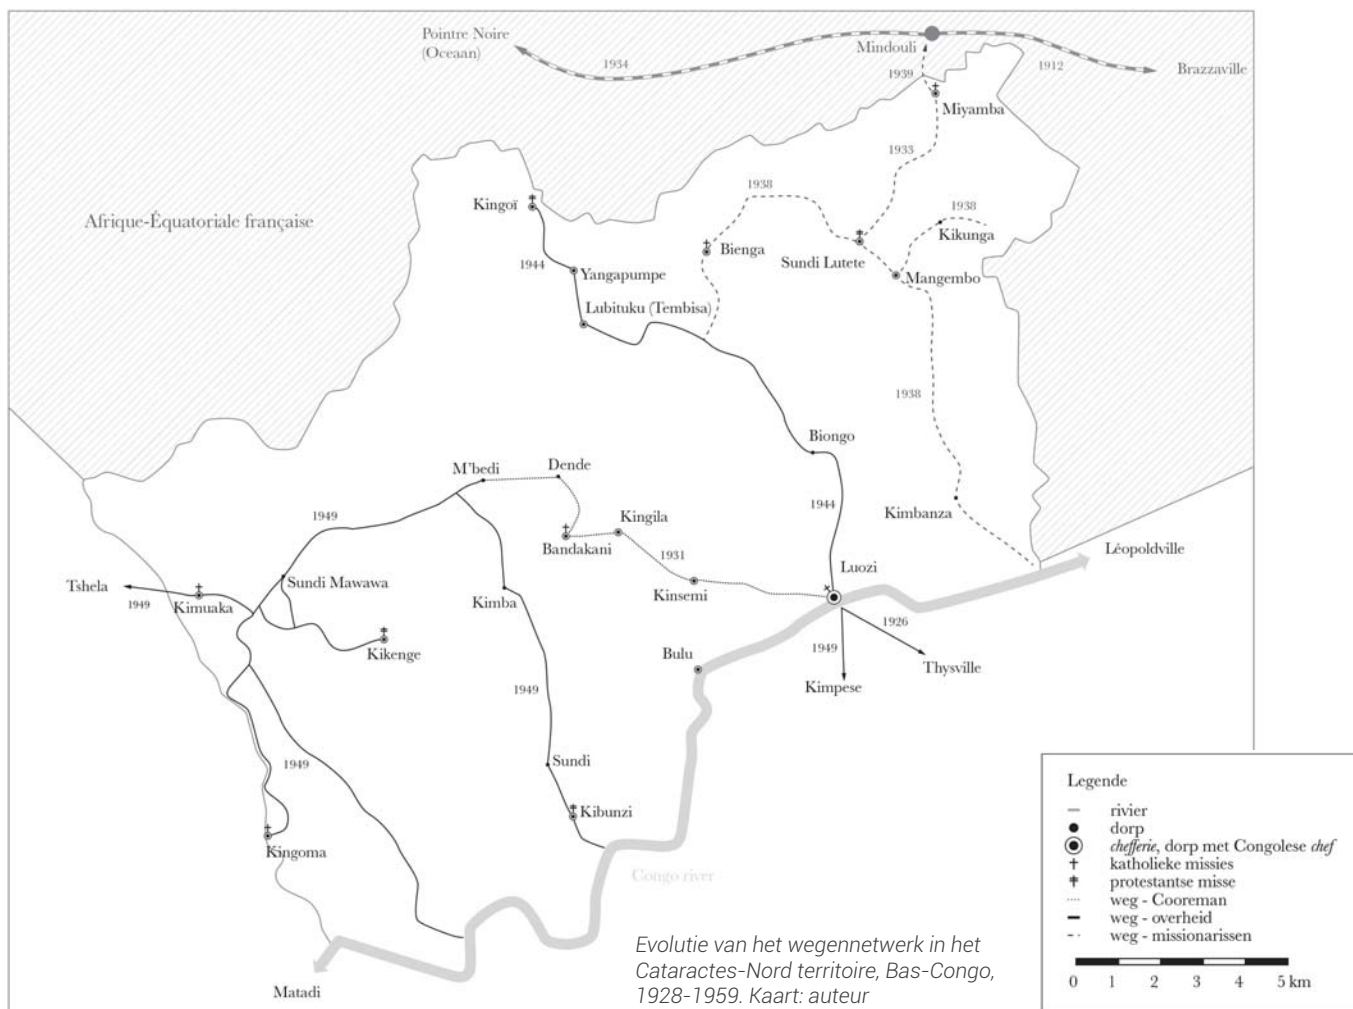 Pointre Noire
(Oceaan)
1934
Mindouli
1939
1912
Brazzaville
Miyamba
1933
Afrique-Équatoriale française
Kingoï
1938
1938
Kikunga
Bienga
Sundi Lutete
1944
Yangapumpe
Mangembo
Lubituku (Tembisa)
1938
Biongo
M'bedi
Dende
1944
Kimbanza
1949
Kingila
Bandakani
1931
Léopoldville
Luozi
Tshela
Sundi Mawawa
1949
Kimuaka
Kimba
Kinsemi
1926
Kikenge
Bulu
1949
Thysville
1949
Kimpese
1949
Sundi
Kibunzi
Kingoma
Congo river
Matadi
Evolutie van het wegennetwerk in het
Cataractes-Nord territoire, Bas-Congo,
1928-1959. Kaart: auteur
Legende
rivier
dorp
chefferie, dorp met Congolese chef
katholieke missies
protestantse misse
weg - Cooreman
weg - overheid
weg - missionarissen
0 1 2 3 4 5 km